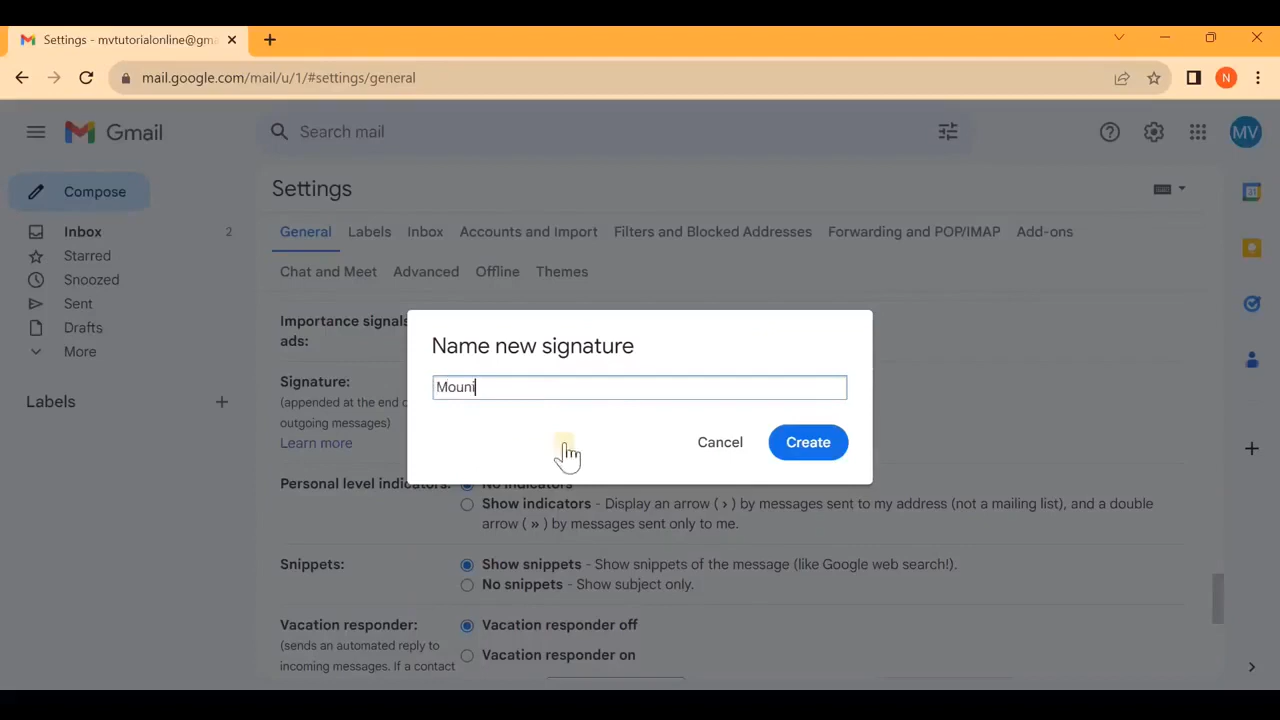 Settings - mvtutorialonline@gma
mail.google.com/mail/u/1/#settings/general
N
Gmail
Search mail
MV
Compose
Settings
General Labels Inbox Accounts and Import Filters and Blocked Addresses Forwarding and POP/IMAP Add-ons
Inbox 2
Starred
Chat and Meet Advanced Offline Themes
Snoozed
Sent
Drafts
More
Labels
Importance signals
ads:
Name new signature
Mouni
Cancel Create
Signature:
(appended at the end o
outgoing messages)
Learn more
Personal level indicators: No indicators
Show indicators - Display an arrow ( › ) by messages sent to my address (not a mailing list), and a double
arrow ( » ) by messages sent only to me.
Snippets: Show snippets - Show snippets of the message (like Google web search!).
No snippets - Show subject only.
Vacation responder: Vacation responder off
(sends an automated reply to
incoming messages. If a contact
Vacation responder on